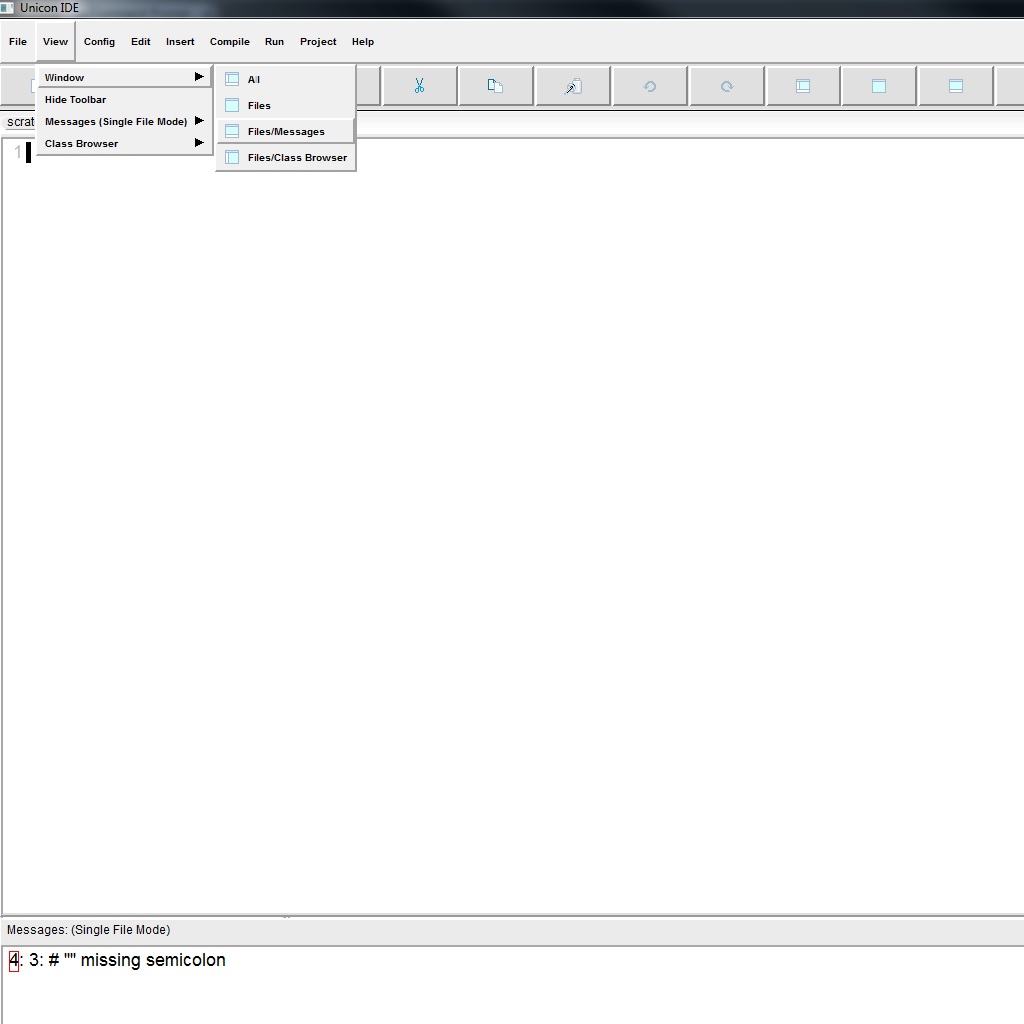 Unicon IDE
File View Config Edit Insert Compile Run Project Help
Window
Hide Toolbar
Messages (Single File Mode)
Class Browser
All
Files
Files/Messages
Files/Class Browser
scrat
1
Messages: (Single File Mode)
4: 3: # "" missing semicolon